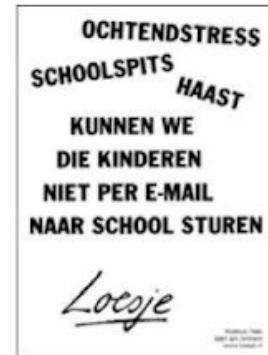 OCHTENDSTRESS
SCHOOLSPITS
HAAST
KUNNEN WE
DIE KINDEREN
NIET PER E-MAIL
NAAR SCHOOL STUREN
Loesje